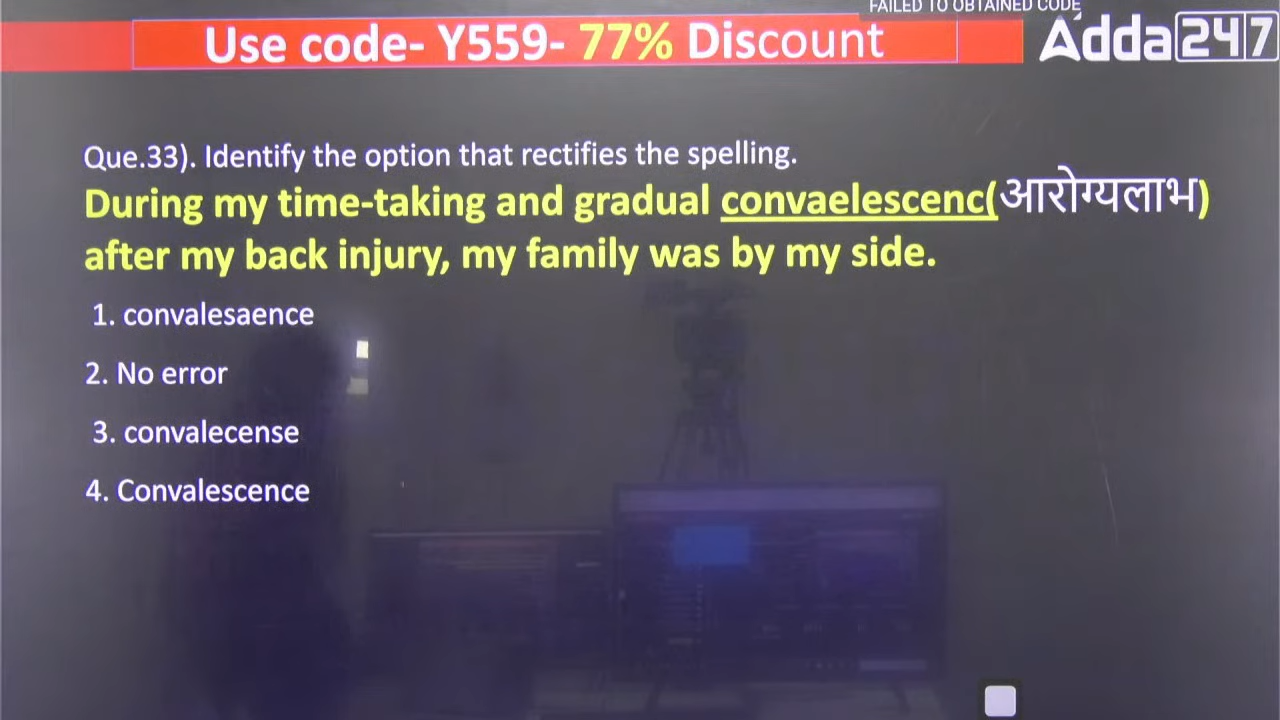 FAILED TO OBTAINED CODE
Use code- Y559- 77% Discount
Adda247
Que.33). Identify the option that rectifies the spelling.
During my time-taking and gradual convaelescenc(आरोग्यलाभ)
after my back injury, my family was by my side.
1. convalesaence
2. No error
3. convalecense
4. Convalescence